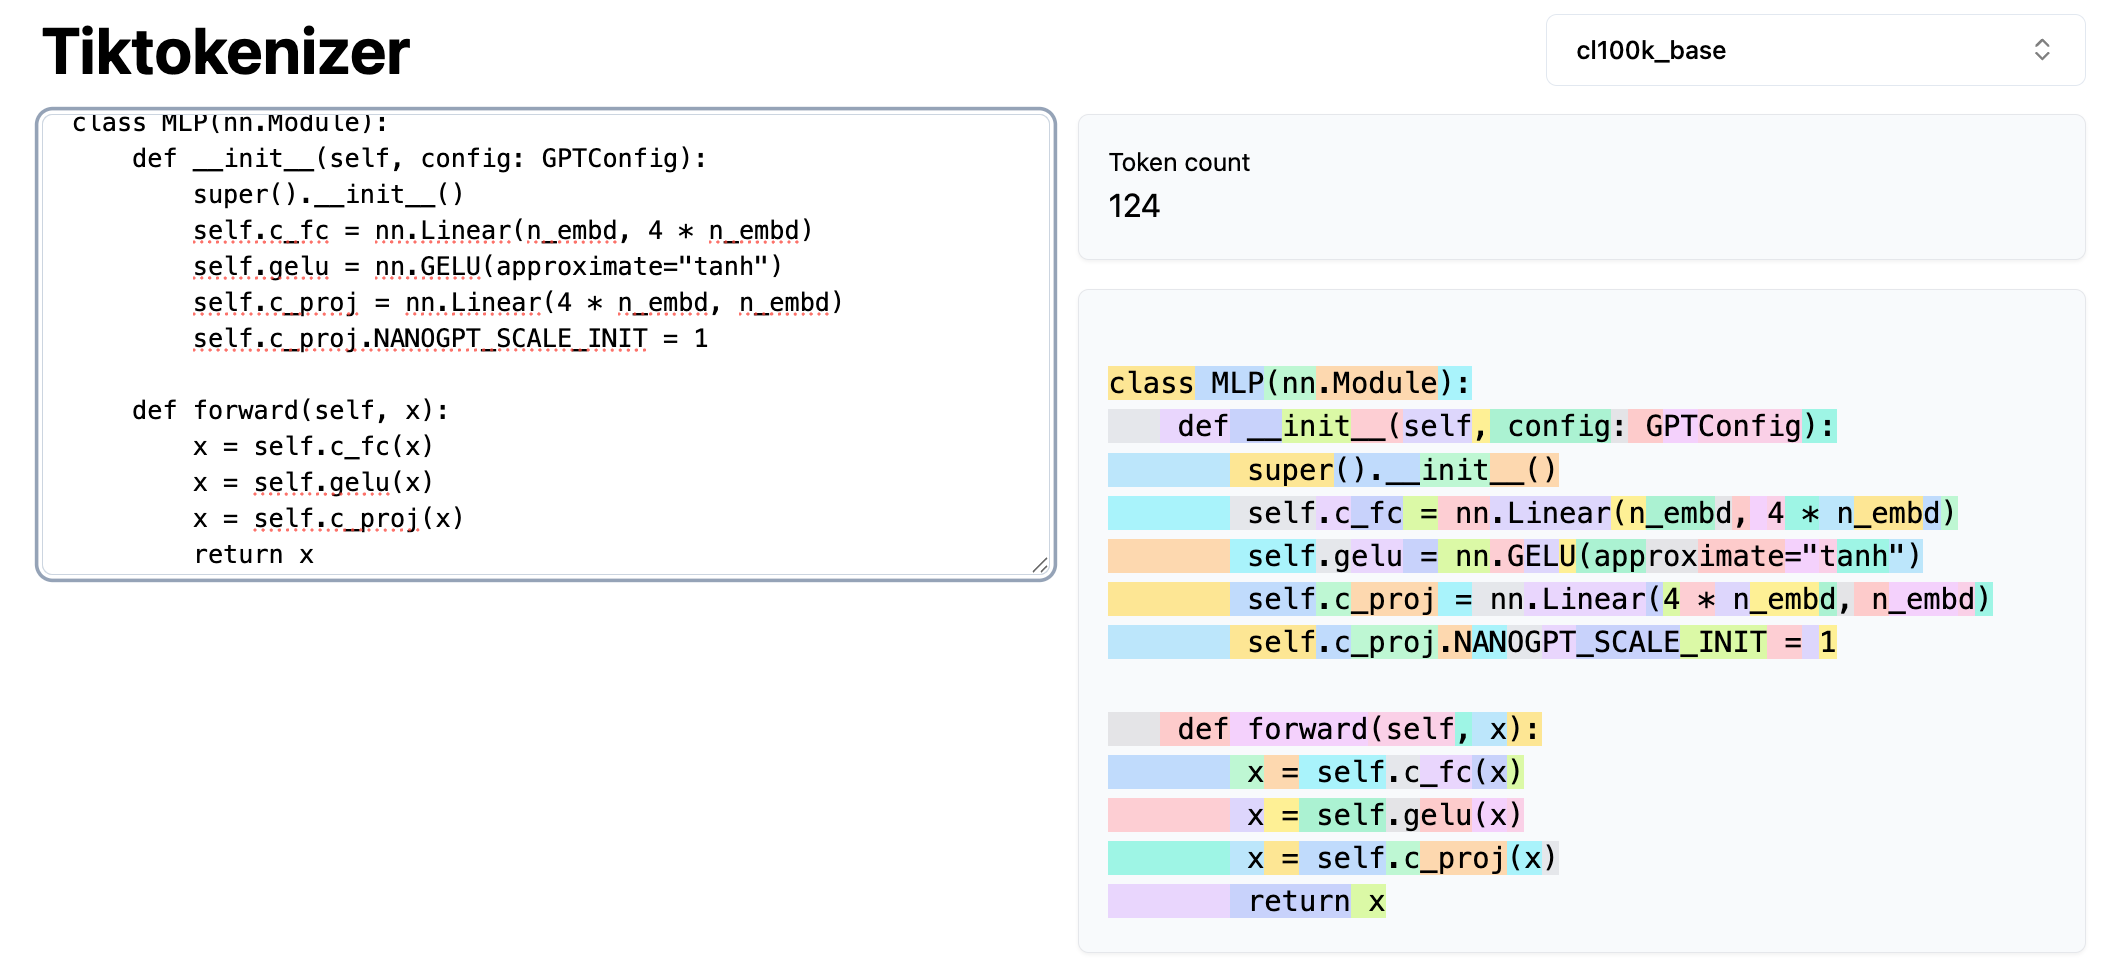 Tiktokenizer
cl100k_base
class MLP(nn.Module):
    def __init__(self, config: GPTConfig):
        super().__init__()
        self.c_fc = nn.Linear(n_embd, 4 * n_embd)
        self.gelu = nn.GELU(approximate="tanh")
        self.c_proj = nn.Linear(4 * n_embd, n_embd)
        self.c_proj.NANOGPT_SCALE_INIT = 1

    def forward(self, x):
        x = self.c_fc(x)
        x = self.gelu(x)
        x = self.c_proj(x)
        return x
Token count
124
class MLP(nn.Module):
    def __init__(self, config: GPTConfig):
        super().__init__()
        self.c_fc = nn.Linear(n_embd, 4 * n_embd)
        self.gelu = nn.GELU(approximate="tanh")
        self.c_proj = nn.Linear(4 * n_embd, n_embd)
        self.c_proj.NANOGPT_SCALE_INIT = 1

    def forward(self, x):
        x = self.c_fc(x)
        x = self.gelu(x)
        x = self.c_proj(x)
        return x